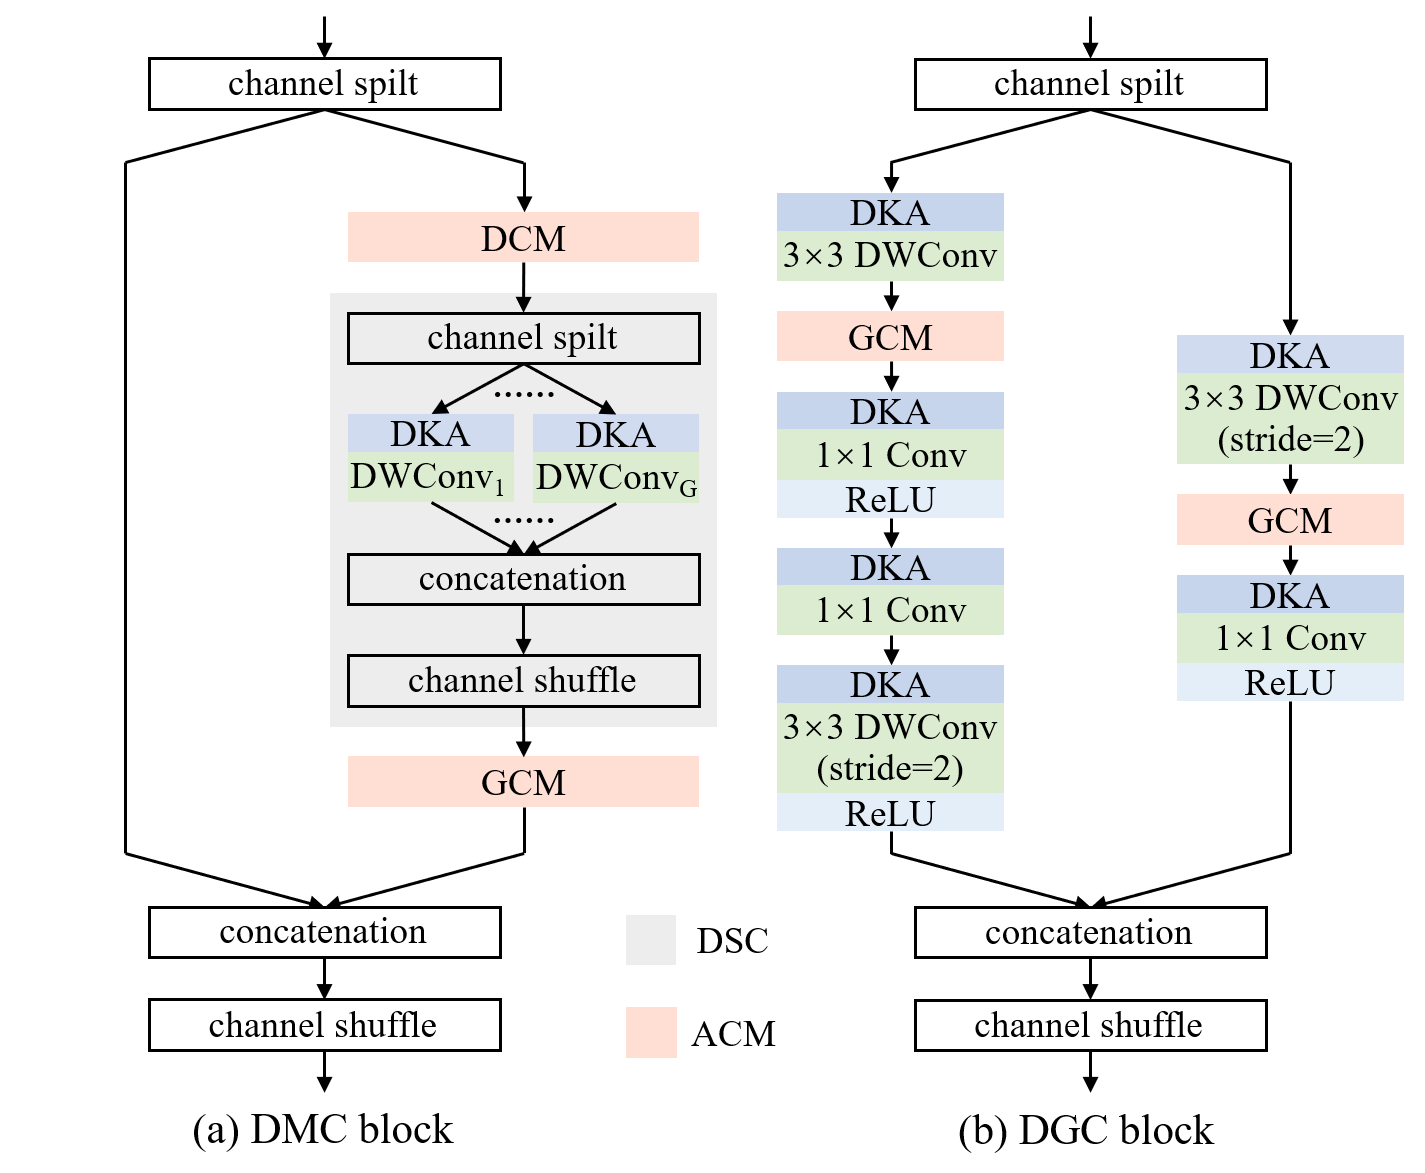 channel spilt
DCM
channel spilt
......
DKA
DWConv1
DKA
DWConvG
......
concatenation
channel shuffle
GCM
concatenation
channel shuffle
(a) DMC block
DSC
ACM
channel spilt
DKA
3×3 DWConv
GCM
DKA
1×1 Conv
ReLU
DKA
1×1 Conv
DKA
3×3 DWConv
(stride=2)
ReLU
DKA
3×3 DWConv
(stride=2)
GCM
DKA
1×1 Conv
ReLU
concatenation
channel shuffle
(b) DGC block